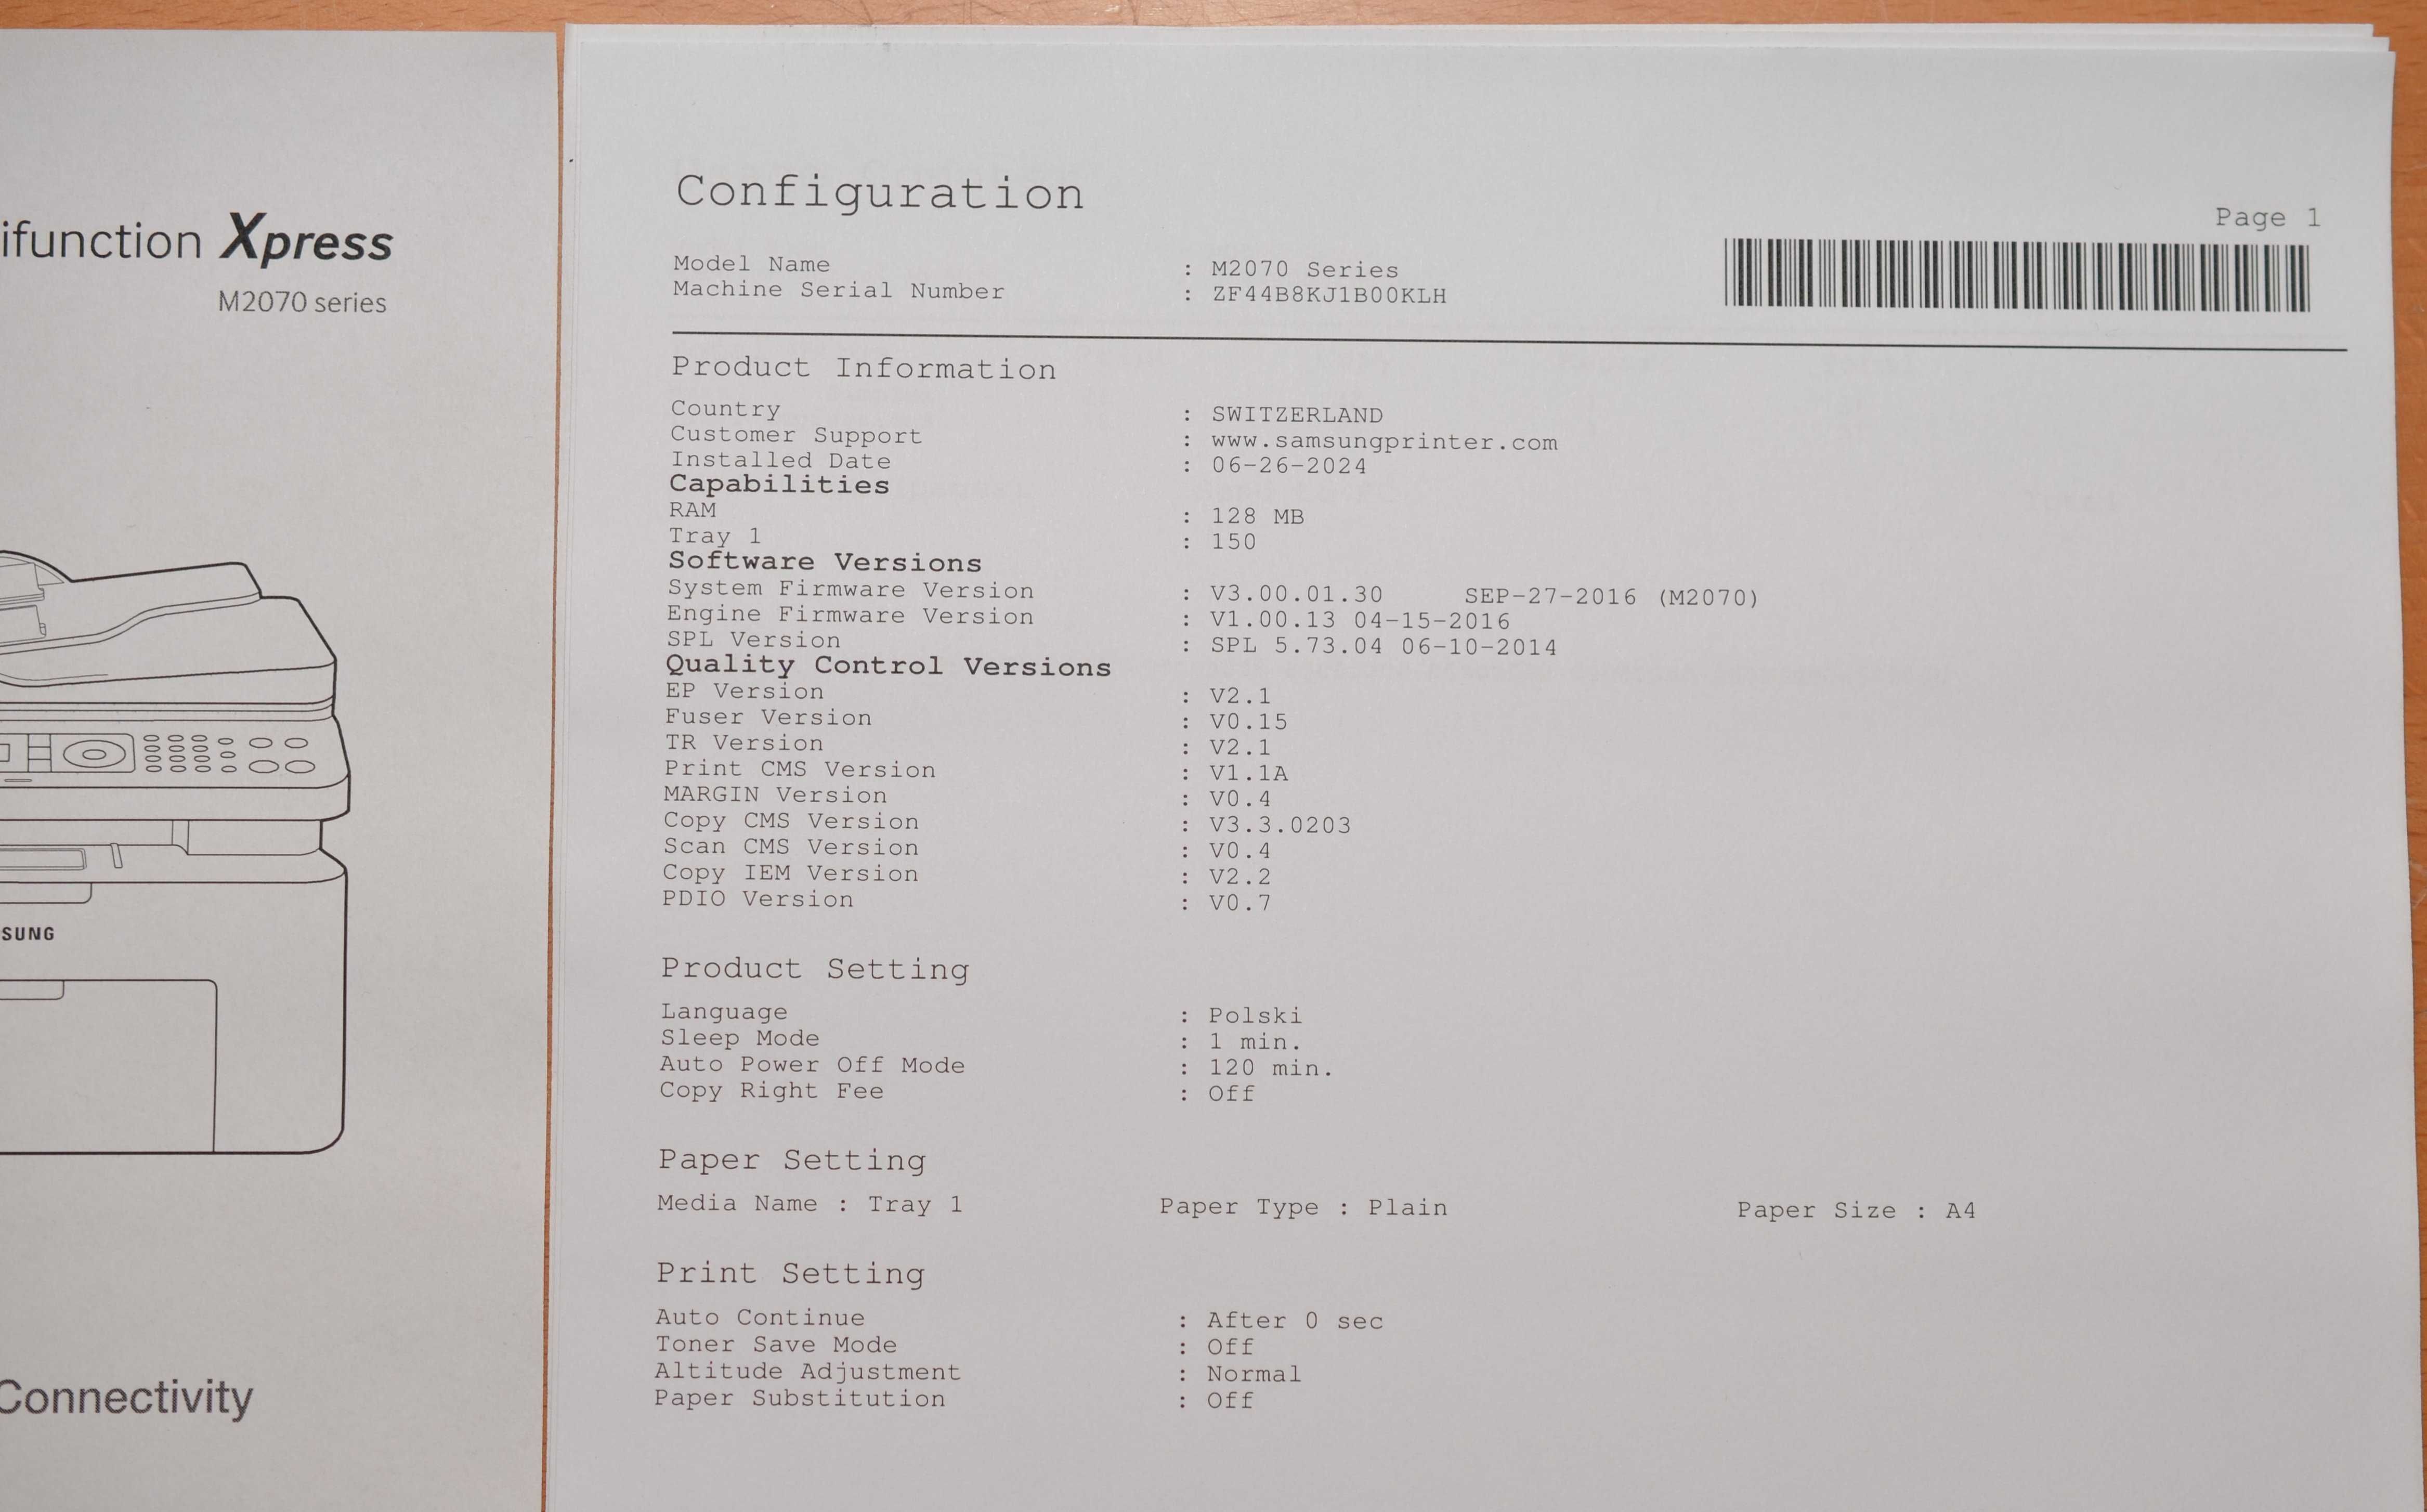 ifunction Xpress
M2070 series
SUNG
Connectivity
Configuration
Page 1
Model Name : M2070 Series
Machine Serial Number : ZF44B8KJ1B00KLH
Product Information
Country : SWITZERLAND
Customer Support : www.samsungprinter.com
Installed Date : 06-26-2024
Capabilities
RAM : 128 MB
Tray 1 : 150
Software Versions
System Firmware Version : V3.00.01.30 SEP-27-2016 (M2070)
Engine Firmware Version : V1.00.13 04-15-2016
SPL Version : SPL 5.73.04 06-10-2014
Quality Control Versions
EP Version : V2.1
Fuser Version : V0.15
TR Version : V2.1
Print CMS Version : V1.1A
MARGIN Version : V0.4
Copy CMS Version : V3.3.0203
Scan CMS Version : V0.4
Copy IEM Version : V2.2
PDIO Version : V0.7
Product Setting
Language : Polski
Sleep Mode : 1 min.
Auto Power Off Mode : 120 min.
Copy Right Fee : Off
Paper Setting
Media Name : Tray 1 Paper Type : Plain Paper Size : A4
Print Setting
Auto Continue : After 0 sec
Toner Save Mode : Off
Altitude Adjustment : Normal
Paper Substitution : Off